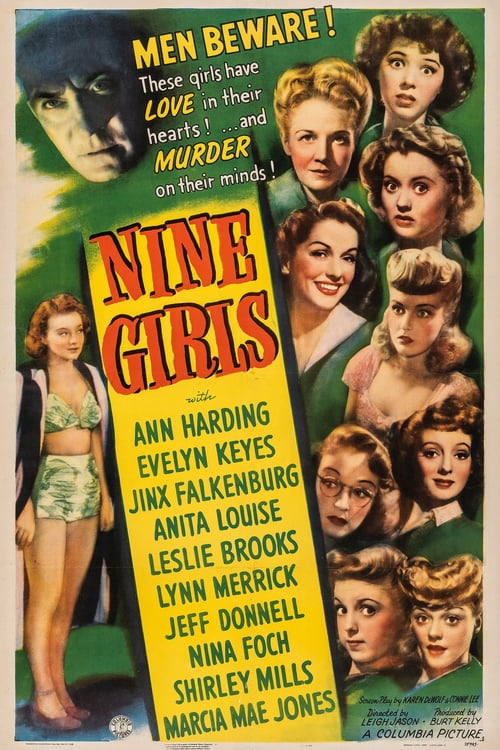 MEN BEWARE!
These girls have
LOVE in their
hearts! ...and
MURDER
on their minds!
NINE
GIRLS
with
ANN HARDING
EVELYN KEYES
JINX FALKENBURG
ANITA LOUISE
LESLIE BROOKS
LYNN MERRICK
JEFF DONNELL
NINA FOCH
SHIRLEY MILLS
MARCIA MAE JONES
Screen Play by KAREN DeWOLF & CONNIE LEE
Directed by
LEIGH JASON ·
Produced by
BURT KELLY
A COLUMBIA PICTURE